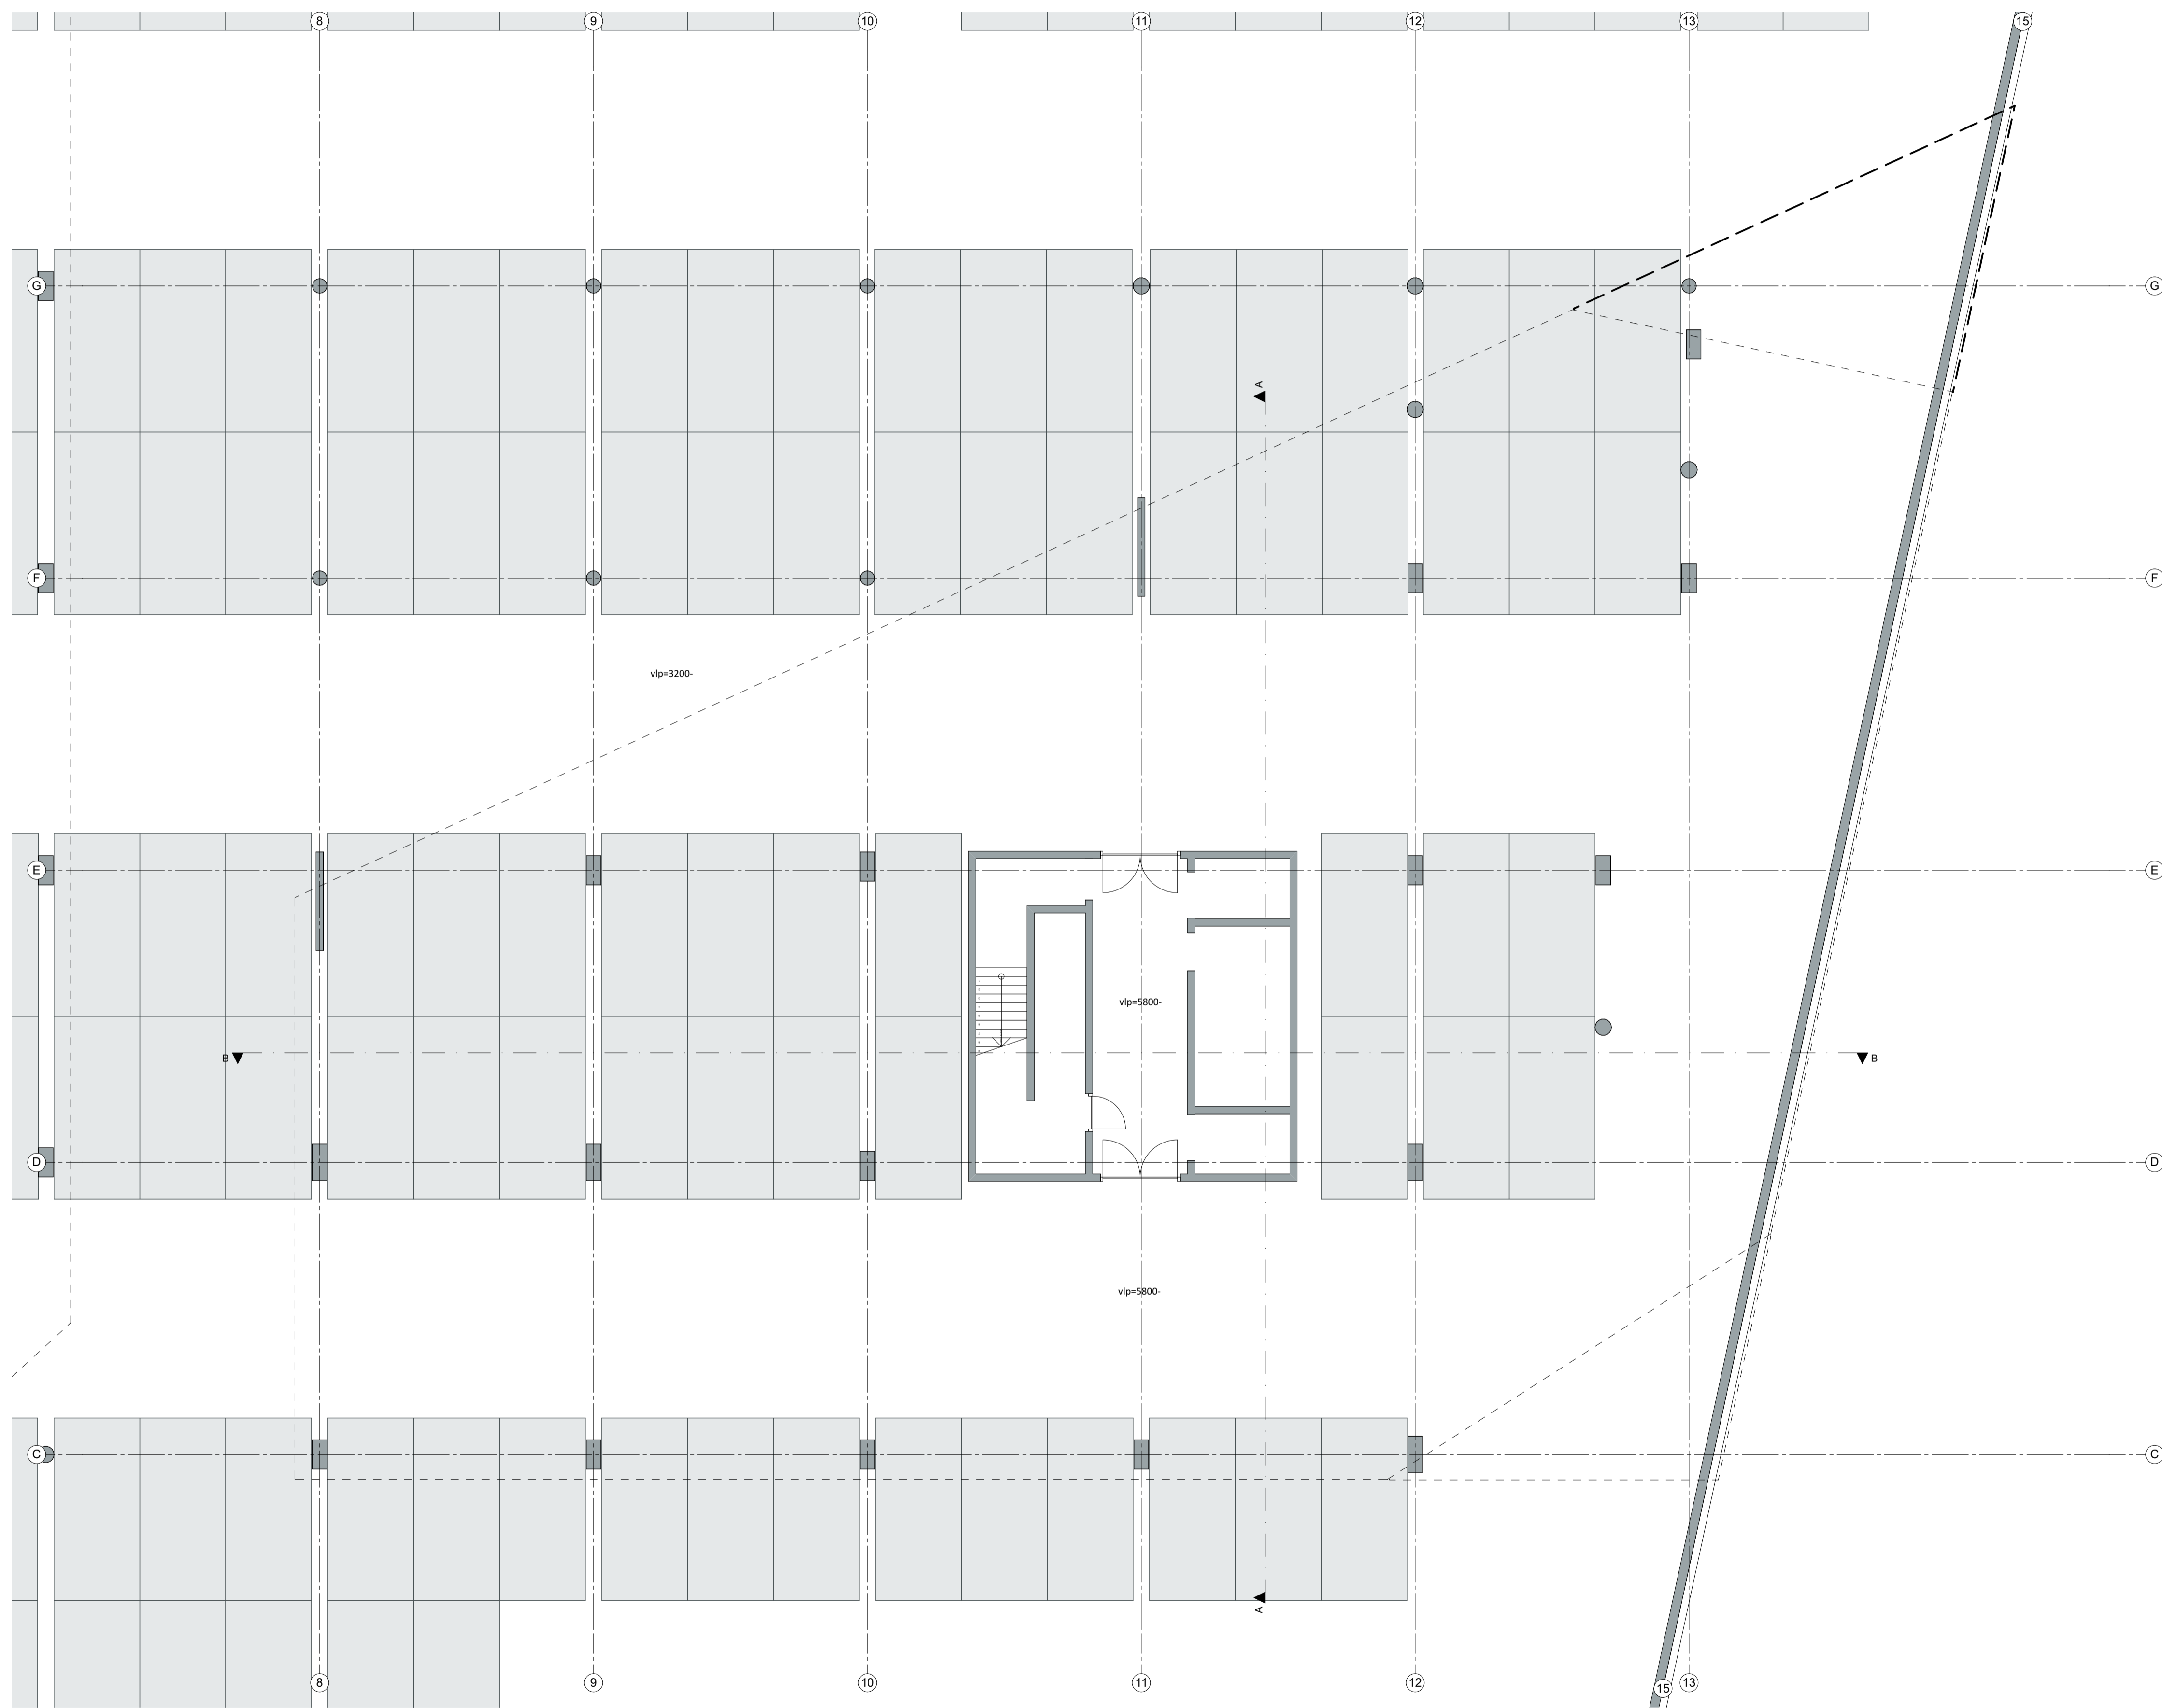 8 9 10 11 12 13 15
G G
A
F F
vlp=3200-
E E
vlp=5800-
B B
D D
vlp=5800-
C C
A
8 9 10 11 12 15 13